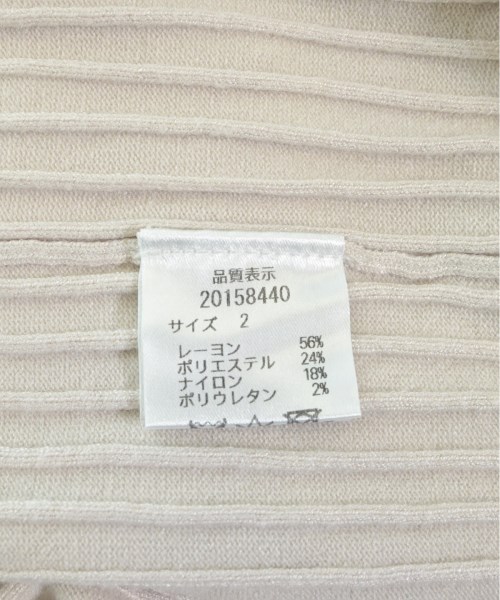 品質表示
20158440
サイズ 2
レーヨン 56%
ポリエステル 24%
ナイロン 18%
ポリウレタン 2%